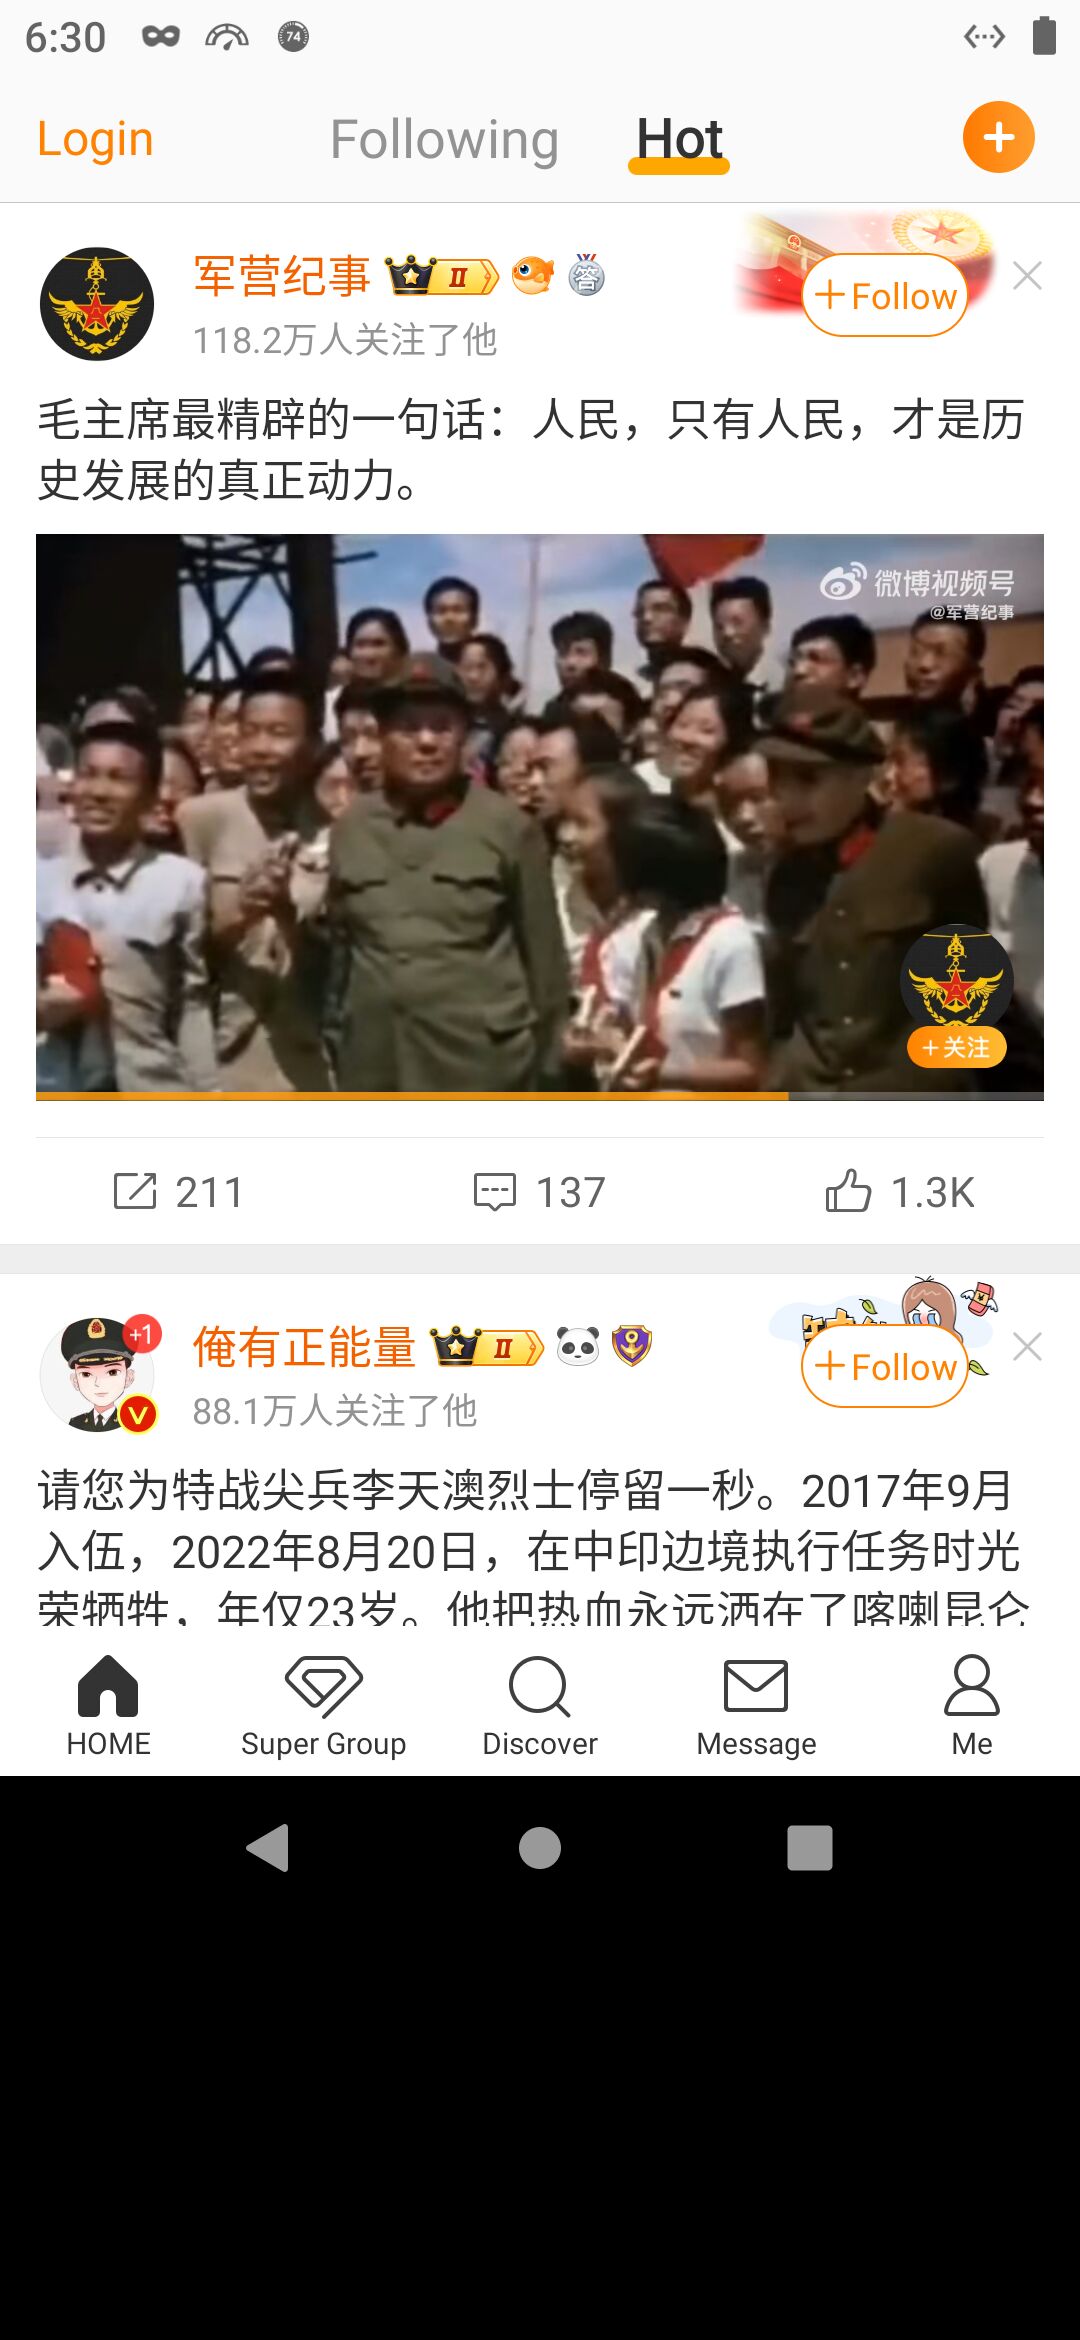 6:30
74
Login
Following
Hot
军营纪事
II
答
+Follow
118.2万人关注了他
毛主席最精辟的一句话：人民，只有人民，才是历
史发展的真正动力。
微博视频号
@军营纪事
+关注
211
137
1.3K
+1
俺有正能量
II
V
+Follow
88.1万人关注了他
请您为特战尖兵李天澳烈士停留一秒。2017年9月
入伍，2022年8月20日，在中印边境执行任务时光
荣牺牲，年仅23岁。他把热血永远洒在了喀喇昆仑
HOME
Super Group
Discover
Message
Me